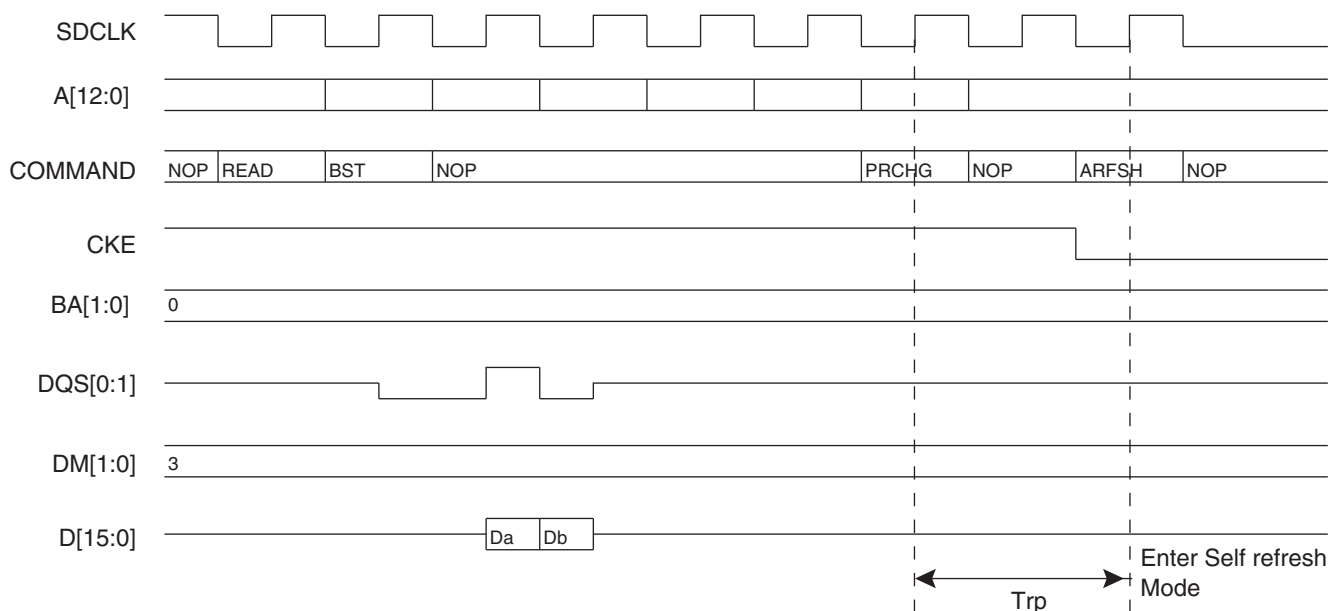 SDCLK
A[12:0]
COMMAND NOP READ BST NOP PRCHG NOP ARFSH NOP
CKE
BA[1:0] 0
DQS[0:1]
DM[1:0] 3
D[15:0] Da Db
Enter Self refresh
Mode
Trp